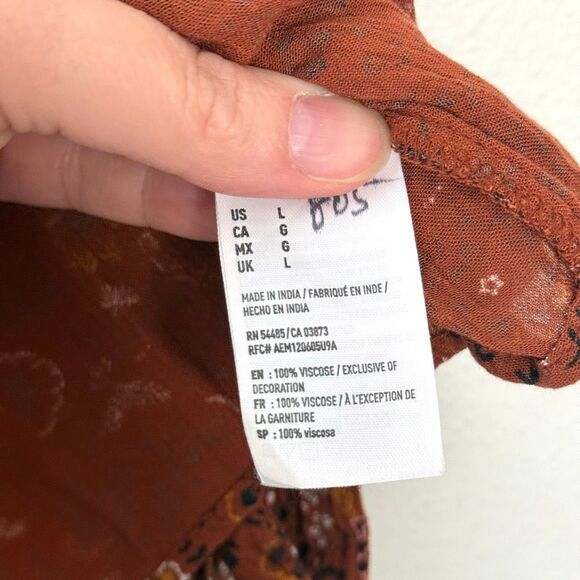 805
US L
CA G
MX G
UK L
MADE IN INDIA / FABRIQUÉ EN INDE /
HECHO EN INDIA
RN 54485/CA 03873
RFC# AEM120605U9A
EN : 100% VISCOSE / EXCLUSIVE OF
DECORATION
FR : 100% VISCOSE / À L'EXCEPTION DE
LA GARNITURE
SP : 100% viscosa